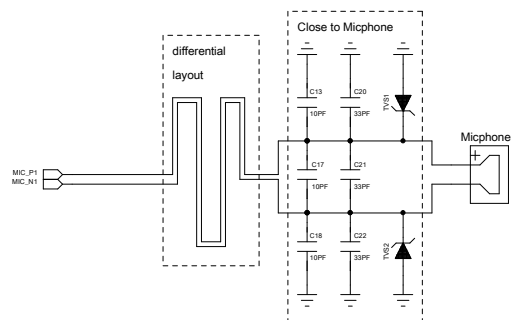 Close to Micphone
differential
layout
C13
10PF
C20
33PF
TVS1
Micphone
+
MIC_P1
MIC_N1
C17
10PF
C21
33PF
C18
10PF
C22
33PF
TVS2